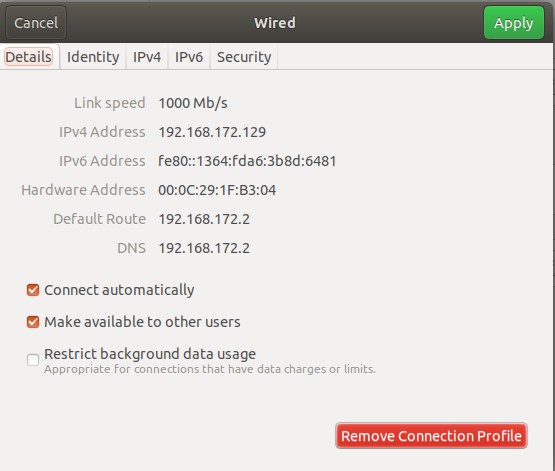 Cancel Wired Apply
Details Identity IPv4 IPv6 Security
Link speed 1000 Mb/s
IPv4 Address 192.168.172.129
IPv6 Address fe80::1364:fda6:3b8d:6481
Hardware Address 00:0C:29:1F:B3:04
Default Route 192.168.172.2
DNS 192.168.172.2
Connect automatically
Make available to other users
Restrict background data usage
Appropriate for connections that have data charges or limits.
Remove Connection Profile